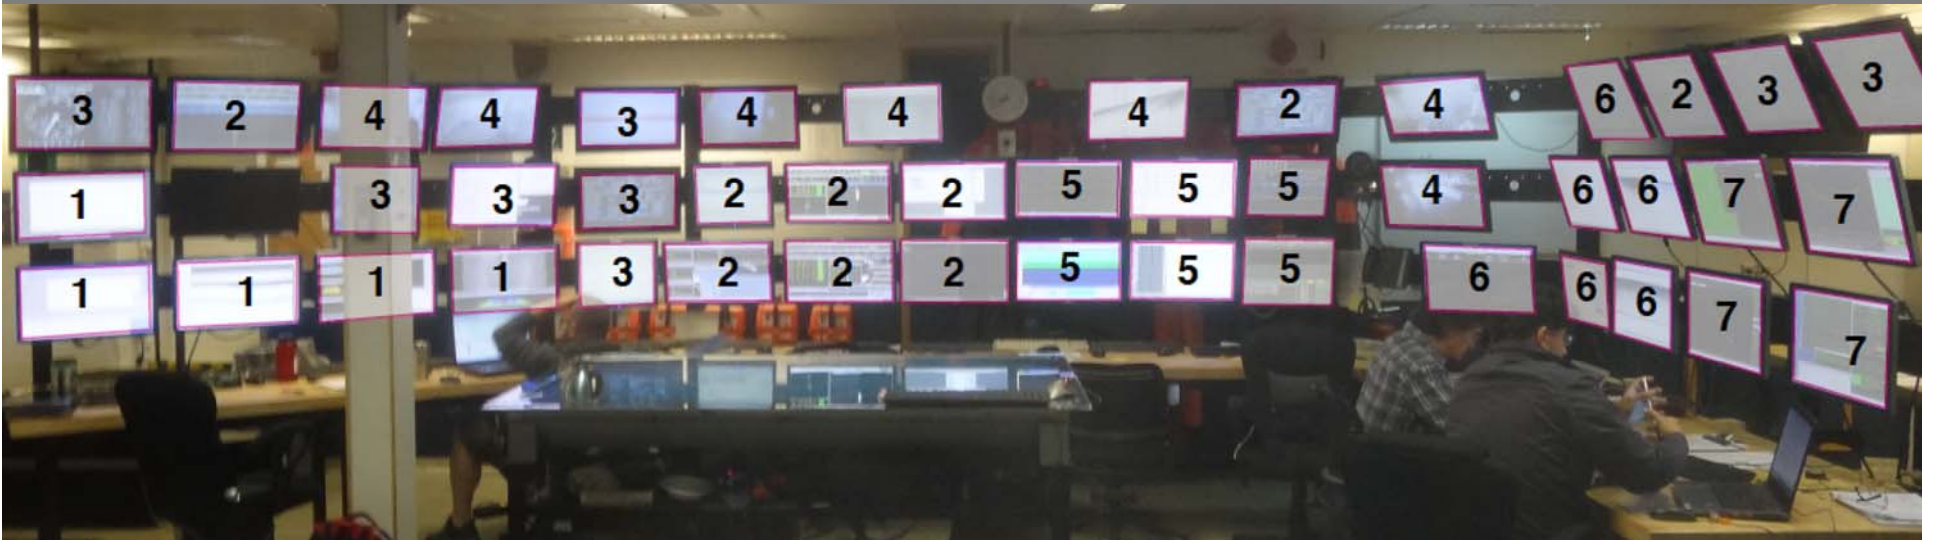 3 2 4 4 3 4 4 4 2 4 6 2 3 3
1 3 3 3 2 2 2 5 5 5 4 6 6 7 7
1 1 1 1 3 2 2 2 5 5 5 6 6 6 7 7